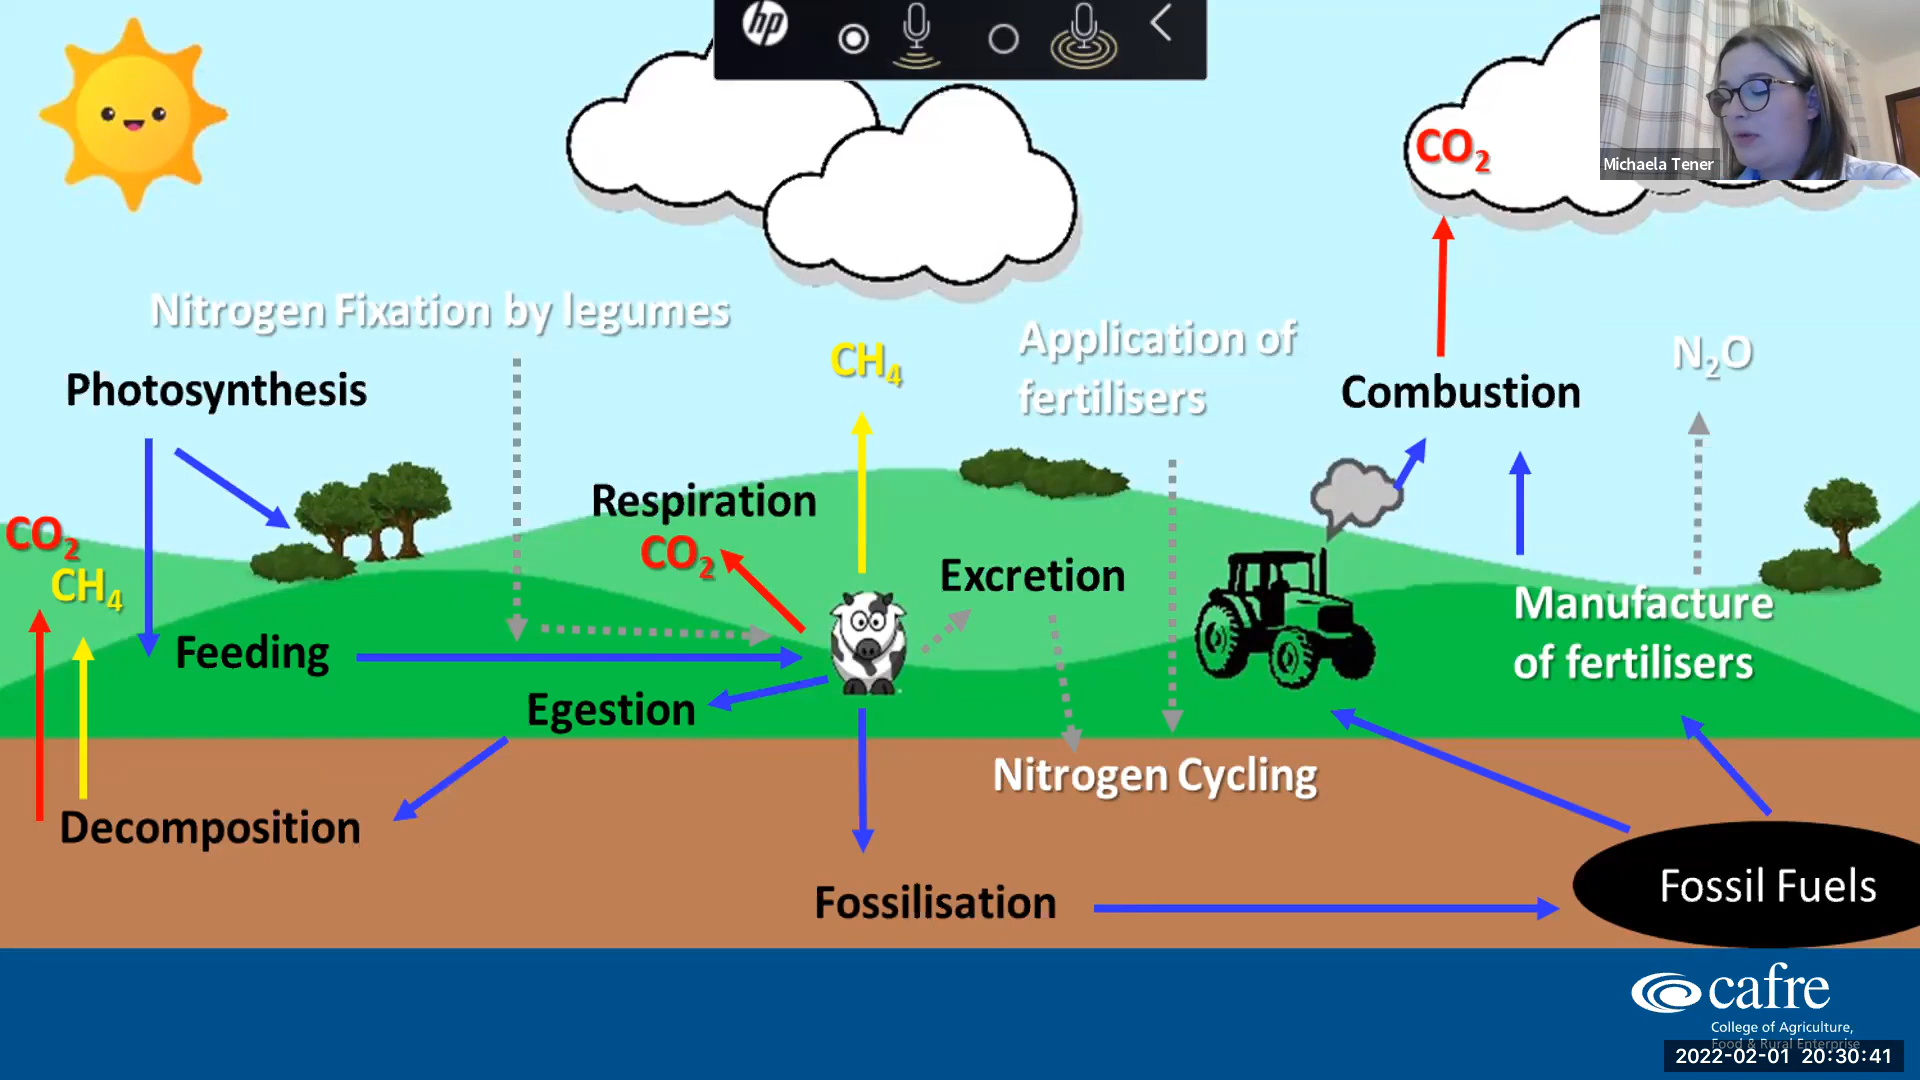 hp
CO₂
Michaela Tener
Nitrogen Fixation by legumes
Photosynthesis
CH₄
Application of
fertilisers
Combustion
N₂O
Respiration
CO₂
CO₂
CH₄
Excretion
Feeding
Egestion
Manufacture
of fertilisers
Nitrogen Cycling
Decomposition
Fossilisation
Fossil Fuels
cafre
College of Agriculture,
Food & Rural Enterprise
2022-02-01 20:30:41